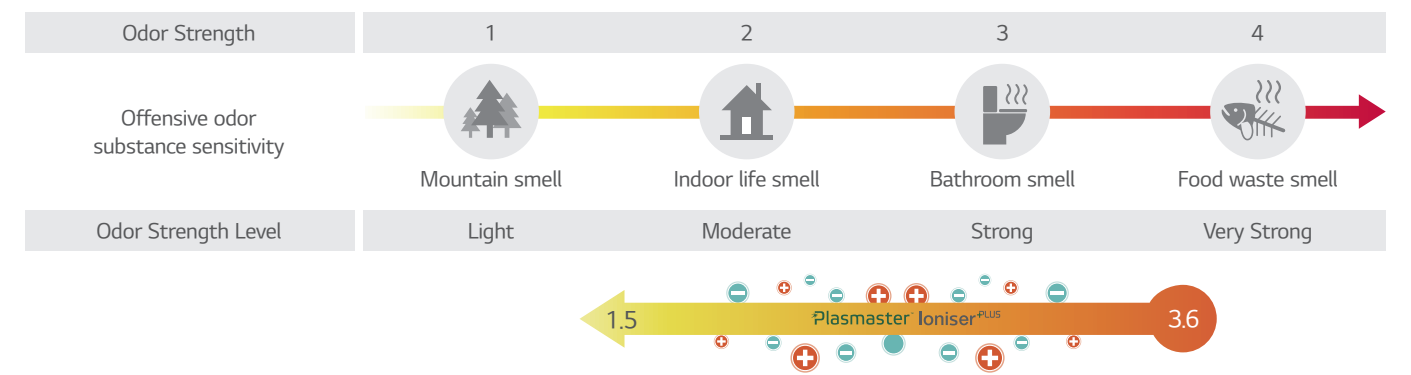 Odor Strength 1 2 3 4
Offensive odor
substance sensitivity
Mountain smell Indoor life smell Bathroom smell Food waste smell
Odor Strength Level Light Moderate Strong Very Strong
1.5 Plasmaster™ Ioniser PLUS 3.6